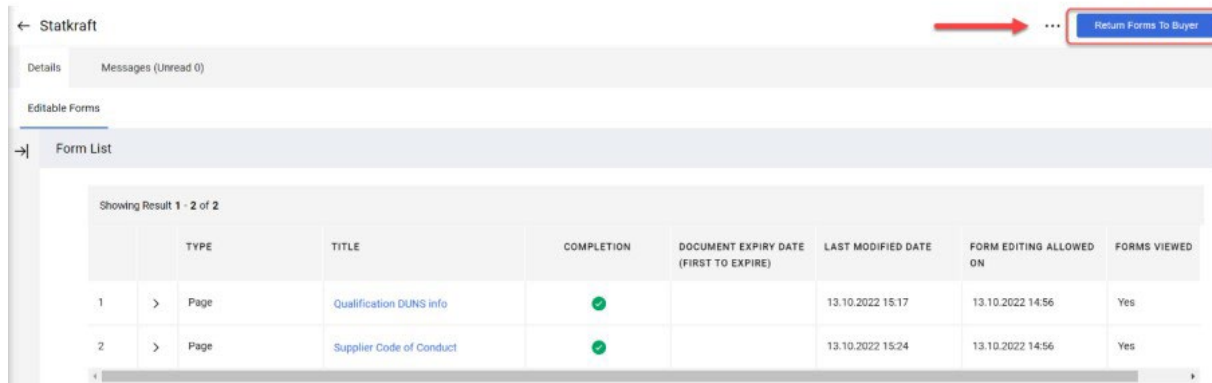 ← Statkraft
... Return Forms To Buyer
Details Messages (Unread 0)
Editable Forms
Form List
Showing Result 1 - 2 of 2
TYPE TITLE COMPLETION DOCUMENT EXPIRY DATE (FIRST TO EXPIRE) LAST MODIFIED DATE FORM EDITING ALLOWED ON FORMS VIEWED
1 > Page Qualification DUNS info 13.10.2022 15:17 13.10.2022 14:56 Yes
2 > Page Supplier Code of Conduct 13.10.2022 15:24 13.10.2022 14:56 Yes